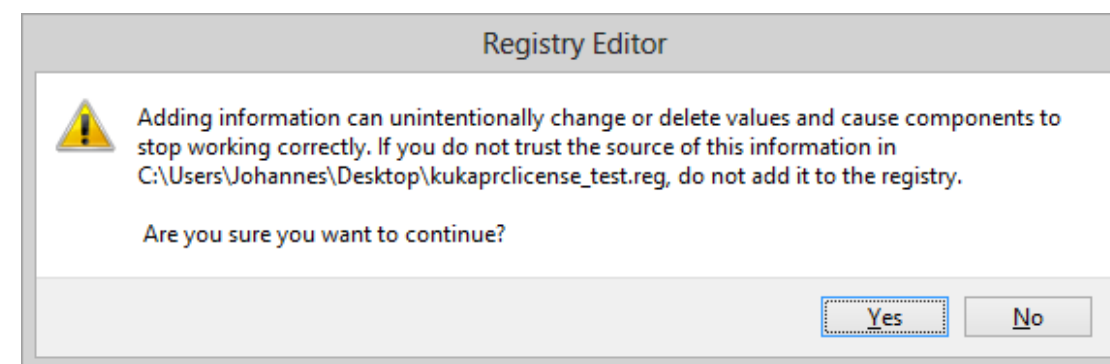 Registry Editor
Adding information can unintentionally change or delete values and cause components to
stop working correctly. If you do not trust the source of this information in
C:\Users\Johannes\Desktop\kukaprclicense_test.reg, do not add it to the registry.
Are you sure you want to continue?
Yes No